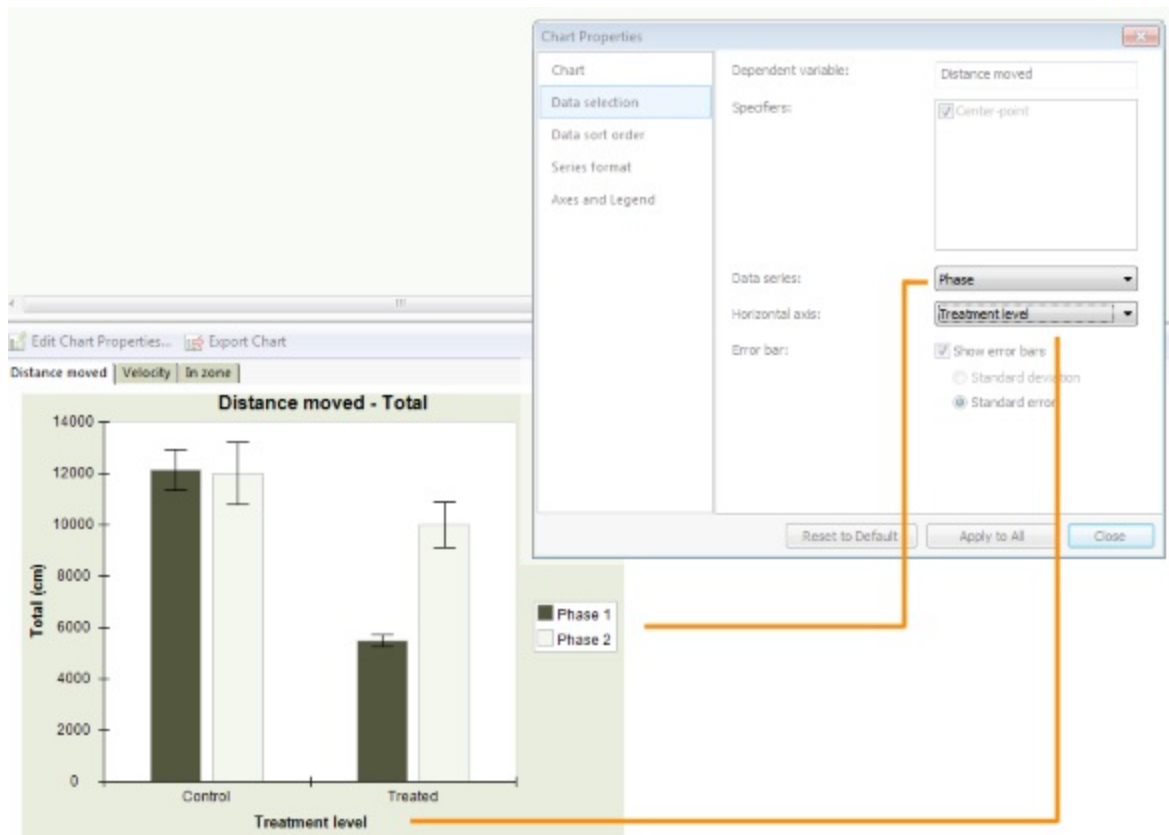 Chart Properties
Chart
Data selection
Data sort order
Series format
Axes and Legend
Dependent variable:
Distance moved
Specifiers:
Center-point
Data series:
Phase
Horizontal axis:
Treatment level
Error bar:
Show error bars
Standard deviation
Standard error
Reset to Default
Apply to All
Close
Edit Chart Properties...
Export Chart
Distance moved
Velocity
In zone
Distance moved - Total
14000
12000
10000
8000
6000
4000
2000
0
Total (cm)
Control
Treated
Treatment level
Phase 1
Phase 2